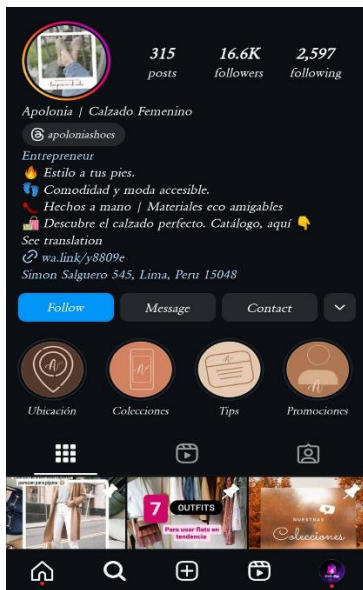 315 16.6K 2,597
posts followers following
Apolonia | Calzado Femenino
apoloniashoes
Entrepreneur
🔥 Estilo a tus pies.
👣 Comodidad y moda accesible.
👠 Hechos a mano | Materiales eco amigables
🛍️ Descubre el calzado perfecto. Catálogo, aquí 👇
See translation
wa.link/y8809e
Simon Salguero 545, Lima, Peru 15048
Follow Message Contact
Ubicación Colecciones Tips Promociones
7 OUTFITS
Para usar flats en
tendencia
NUESTRAS
Colecciones